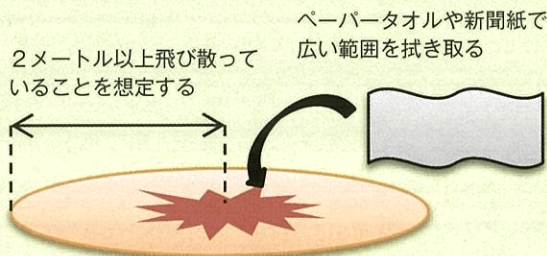 ペーパータオルや新聞紙で
広い範囲を拭き取る
２メートル以上飛び散って
いることを想定する